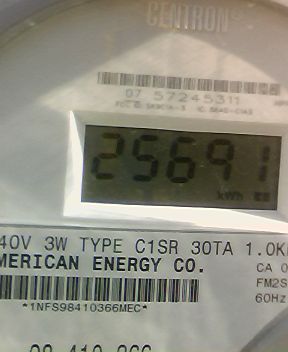 CENTRON®
07 57245311
25691
kWh
40V 3W TYPE C1SR 30TA 1.0K
MERICAN ENERGY CO.
CA 0
FM2S
60Hz
*1NFS98410366MEC*